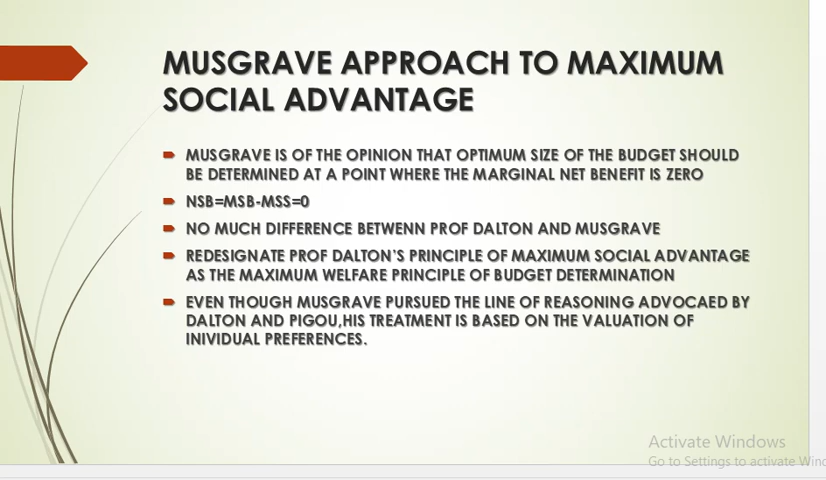 MUSGRAVE APPROACH TO MAXIMUM
SOCIAL ADVANTAGE
MUSGRAVE IS OF THE OPINION THAT OPTIMUM SIZE OF THE BUDGET SHOULD
BE DETERMINED AT A POINT WHERE THE MARGINAL NET BENEFIT IS ZERO
NSB=MSB-MSS=0
NO MUCH DIFFERENCE BETWENN PROF DALTON AND MUSGRAVE
REDESIGNATE PROF DALTON'S PRINCIPLE OF MAXIMUM SOCIAL ADVANTAGE
AS THE MAXIMUM WELFARE PRINCIPLE OF BUDGET DETERMINATION
EVEN THOUGH MUSGRAVE PURSUED THE LINE OF REASONING ADVOCAED BY
DALTON AND PIGOU,HIS TREATMENT IS BASED ON THE VALUATION OF
INIVIDUAL PREFERENCES.
Activate Windows
Go to Settings to activate Wind